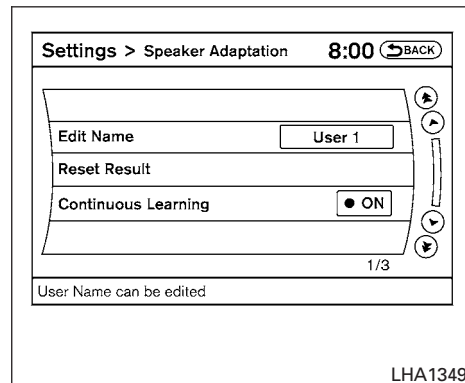 Settings > Speaker Adaptation 8:00 BACK
Edit Name User 1
Reset Result
Continuous Learning ON
1/3
User Name can be edited
LHA1349